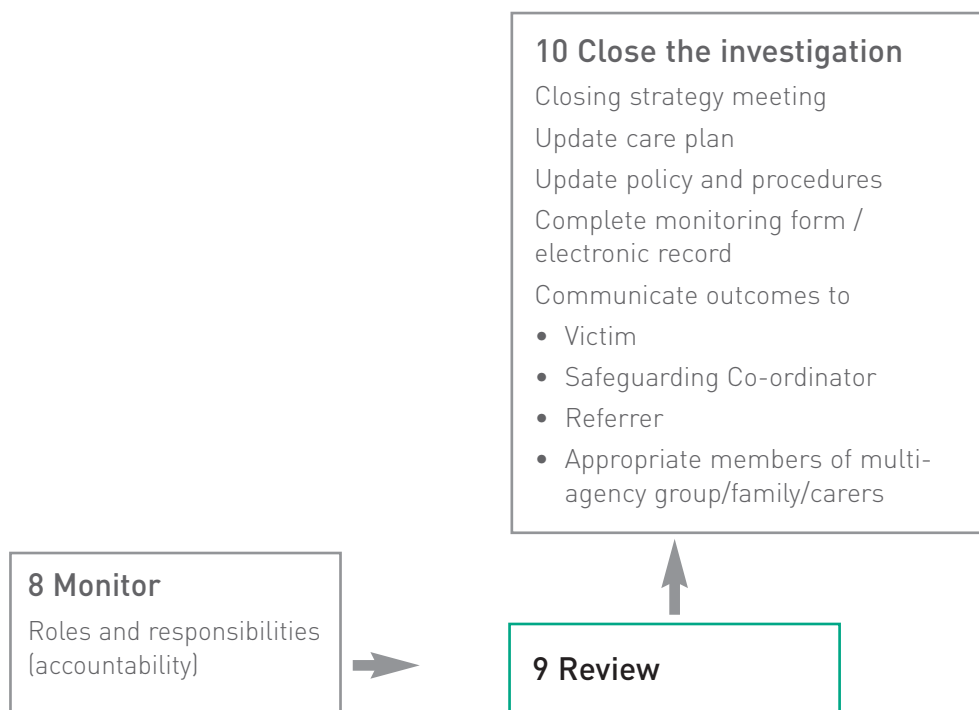 10 Close the investigation
Closing strategy meeting
Update care plan
Update policy and procedures
Complete monitoring form /
electronic record
Communicate outcomes to
• Victim
• Safeguarding Co-ordinator
• Referrer
• Appropriate members of multi-
agency group/family/carers
8 Monitor
Roles and responsibilities
(accountability)
9 Review